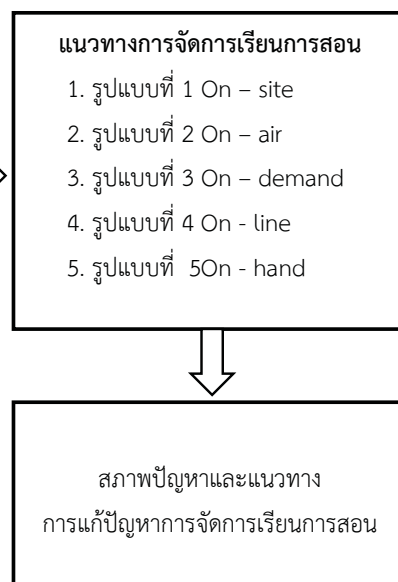 แนวทางการจัดการเรียนการสอน
1. รูปแบบที่ 1 On – site
2. รูปแบบที่ 2 On – air
3. รูปแบบที่ 3 On – demand
4. รูปแบบที่ 4 On - line
5. รูปแบบที่ 5On - hand
สภาพปัญหาและแนวทาง
การแก้ปัญหาการจัดการเรียนการสอน